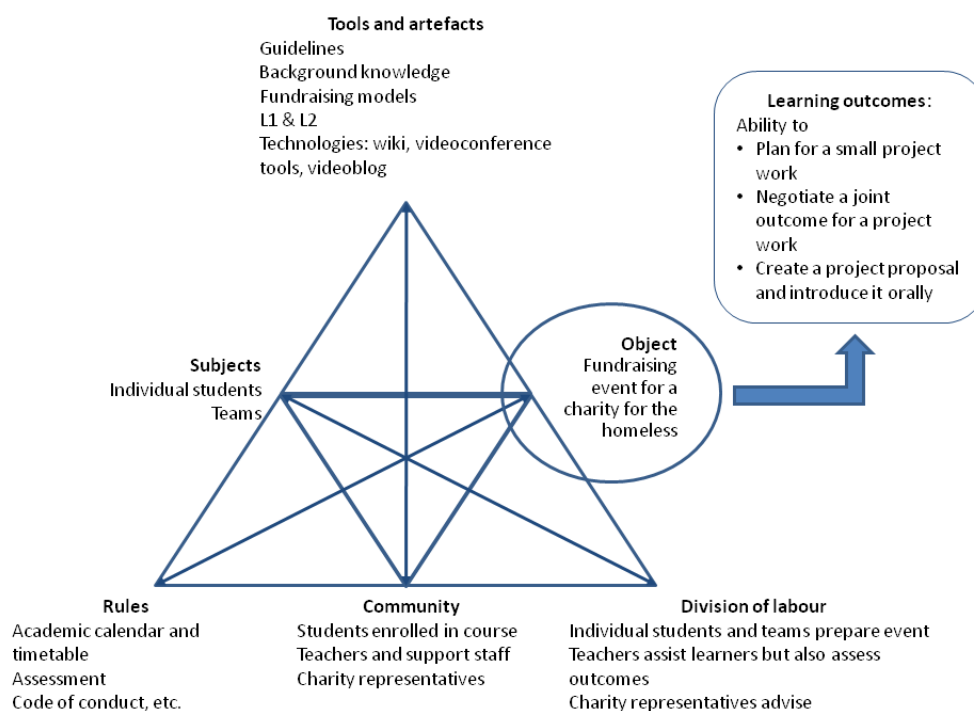 Tools and artefacts
Guidelines
Background knowledge
Fundraising models
L1 & L2
Technologies: wiki, videoconference
tools, videoblog
Learning outcomes:
Ability to
• Plan for a small project
work
• Negotiate a joint
outcome for a project
work
• Create a project proposal
and introduce it orally
Subjects
Individual students
Teams
Object
Fundraising
event for a
charity for the
homeless
Rules
Academic calendar and
timetable
Assessment
Code of conduct, etc.
Community
Students enrolled in course
Teachers and support staff
Charity representatives
Division of labour
Individual students and teams prepare event
Teachers assist learners but also assess
outcomes
Charity representatives advise